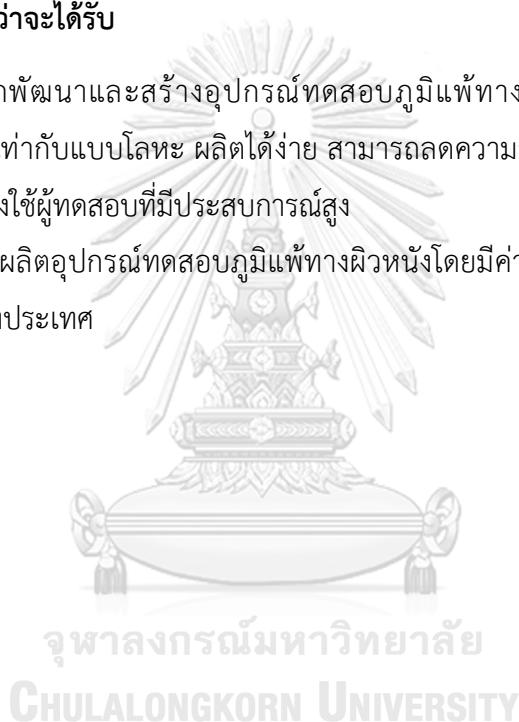 ว่าจะได้รับ
พัฒนาและสร้างอุปกรณ์ทดสอบภูมิแพ้ทาง
ท่ากับแบบโลหะ ผลิตได้ง่าย สามารถลดความ
งใช้ผู้ทดสอบที่มีประสบการณ์สูง
ผลิตอุปกรณ์ทดสอบภูมิแพ้ทางผิวหนังโดยมีค่า
ประเทศ
จุฬาลงกรณ์มหาวิทยาลัย
CHULALONGKORN UNIVERSITY